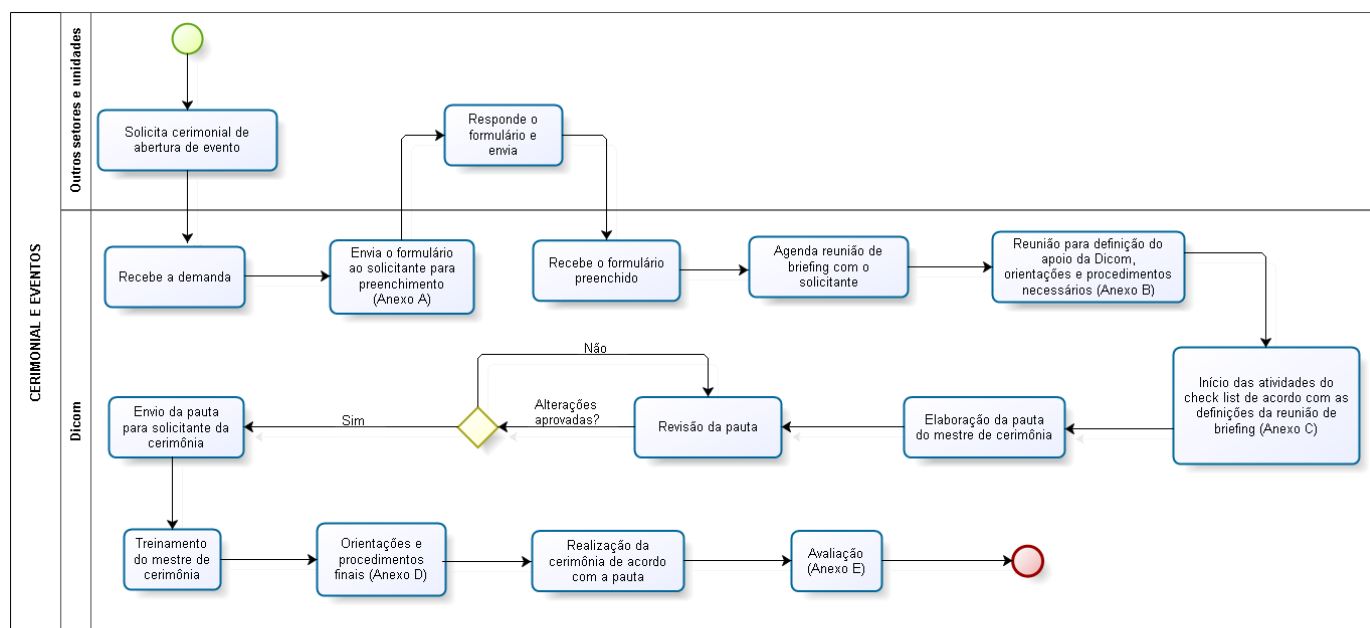 CERIMONIAL E EVENTOS
Outros setores e unidades
Solicita cerimonial de
abertura de evento
Responde o
formulário e
envia
Dicom
Recebe a demanda
Envia o formulário
ao solicitante para
preenchimento
(Anexo A)
Recebe o formulário
preenchido
Agenda reunião de
briefing com o
solicitante
Reunião para definição do
apoio da Dicom,
orientações e procedimentos
necessários (Anexo B)
Início das atividades do
check list de acordo com as
definições da reunião de
briefing (Anexo C)
Elaboração da pauta
do mestre de cerimônia
Revisão da pauta
Alterações
aprovadas?
Não
Sim
Envio da pauta
para solicitante da
cerimônia
Treinamento
do mestre de
cerimônia
Orientações e
procedimentos
finais (Anexo D)
Realização da
cerimônia de acordo
com a pauta
Avaliação
(Anexo E)